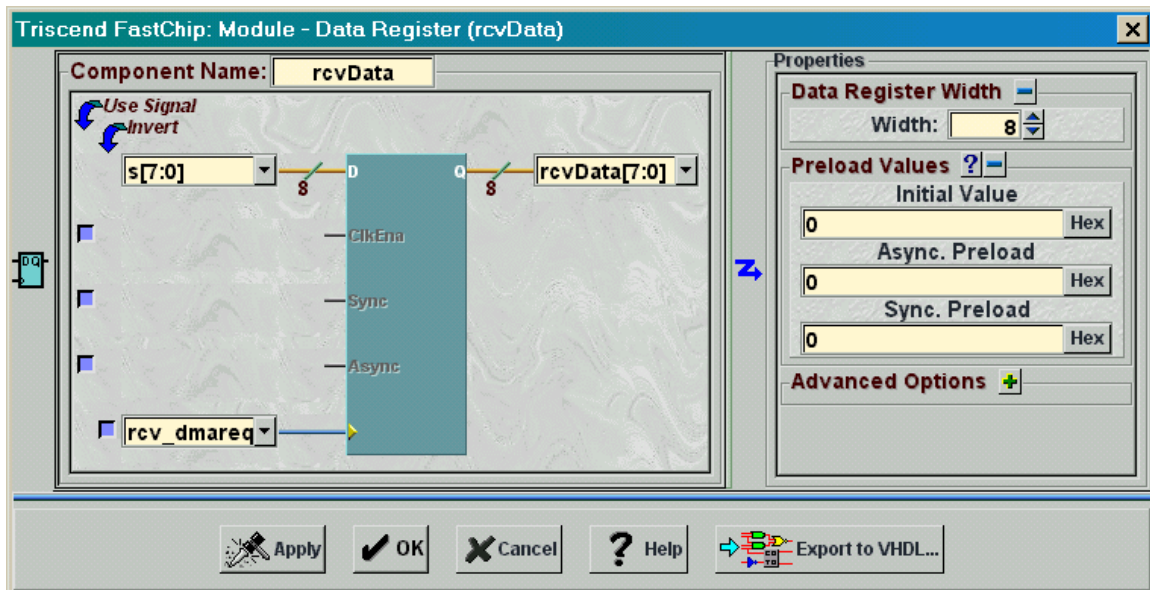 Triscend FastChip: Module - Data Register (rcvData)
Component Name: rcvData
Use Signal
Invert
s[7:0]
8
D
Q
8
rcvData[7:0]
ClkEna
Sync
Async
rcv_dmareq
DQ
Properties
Data Register Width
Width: 8
Preload Values ?
Initial Value
0 Hex
Async. Preload
0 Hex
Sync. Preload
0 Hex
Advanced Options
Apply OK Cancel ? Help Export to VHDL...